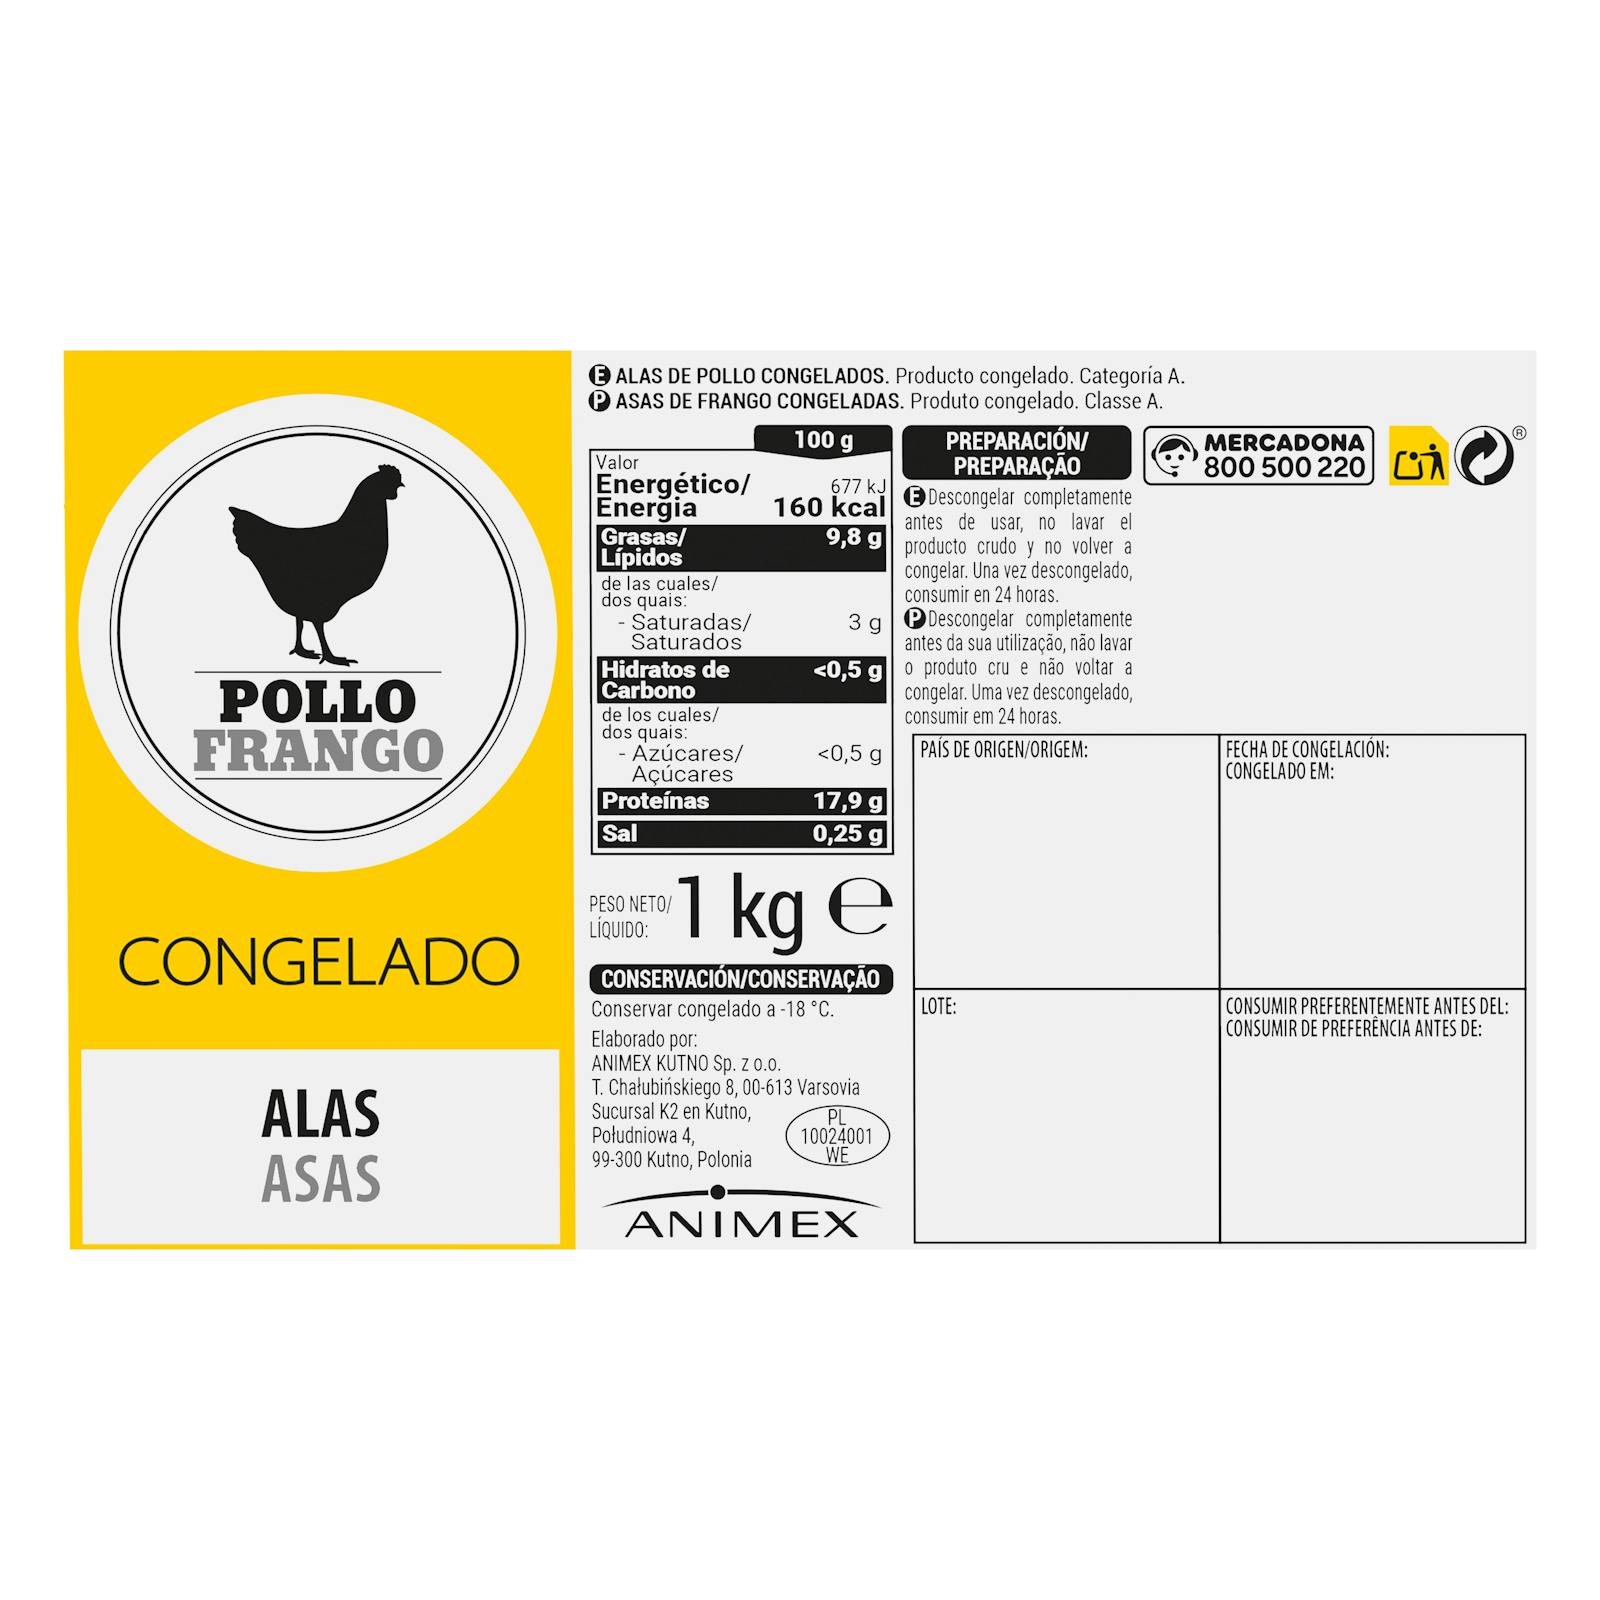 POLLO
FRANGO
CONGELADO
ALAS
ASAS
E ALAS DE POLLO CONGELADOS. Producto congelado. Categoría A.
P ASAS DE FRANGO CONGELADAS. Produto congelado. Classe A.
100 g
Valor
Energético/ 677 kJ
Energia 160 kcal
Grasas/ 9,8 g
Lípidos
de las cuales/
dos quais:
- Saturadas/ 3 g
Saturados
Hidratos de <0,5 g
Carbono
de los cuales/
dos quais:
- Azúcares/ <0,5 g
Açúcares
Proteínas 17,9 g
Sal 0,25 g
PESO NETO/
LÍQUIDO:
1 kg e
CONSERVACIÓN/CONSERVAÇÃO
Conservar congelado a -18 °C.
Elaborado por:
ANIMEX KUTNO Sp. z o.o.
T. Chałubińskiego 8, 00-613 Varsovia
Sucursal K2 en Kutno,
Południowa 4,
99-300 Kutno, Polonia
PL
10024001
WE
ANIMEX
PREPARACIÓN/
PREPARAÇÃO
E Descongelar completamente
antes de usar, no lavar el
producto crudo y no volver a
congelar. Una vez descongelado,
consumir en 24 horas.
P Descongelar completamente
antes da sua utilização, não lavar
o produto cru e não voltar a
congelar. Uma vez descongelado,
consumir em 24 horas.
MERCADONA
800 500 220
®
PAÍS DE ORIGEN/ORIGEM:
FECHA DE CONGELACIÓN:
CONGELADO EM:
LOTE:
CONSUMIR PREFERENTEMENTE ANTES DEL:
CONSUMIR DE PREFERÊNCIA ANTES DE: